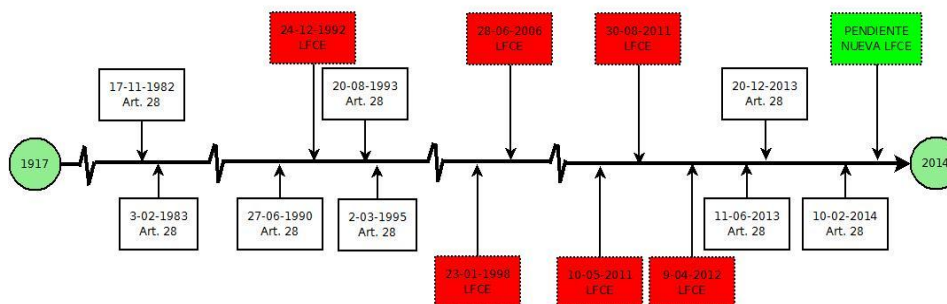 24-12-1992
LFCE
28-06-2006
LFCE
30-08-2011
LFCE
PENDIENTE
NUEVA LFCE
17-11-1982
Art. 28
20-08-1993
Art. 28
20-12-2013
Art. 28
1917
2014
3-02-1983
Art. 28
27-06-1990
Art. 28
2-03-1995
Art. 28
11-06-2013
Art. 28
10-02-2014
Art. 28
23-01-1998
LFCE
10-05-2011
LFCE
9-04-2012
LFCE